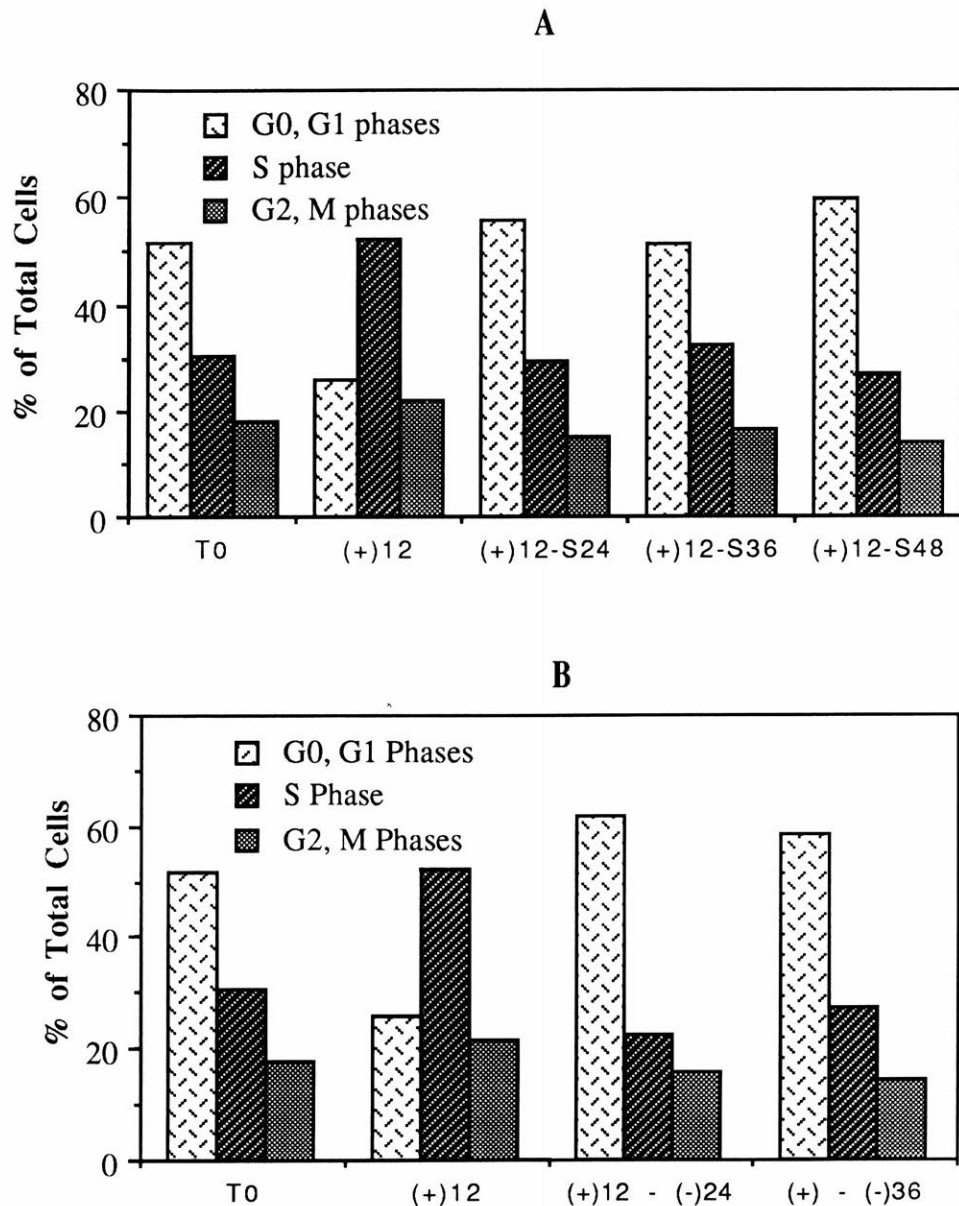 A
80
60
40
20
0
% of Total Cells
G0, G1 phases
S phase
G2, M phases
T0 (+)12 (+)12-S24 (+)12-S36 (+)12-S48
B
80
60
40
20
0
% of Total Cells
G0, G1 Phases
S Phase
G2, M Phases
T0 (+)12 (+)12 - (-)24 (+) - (-)36